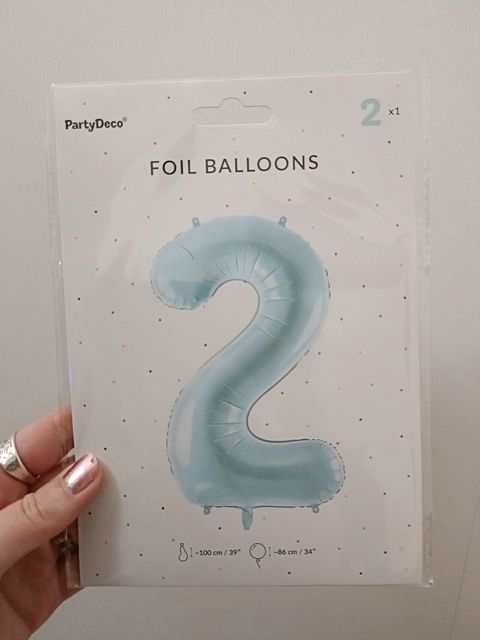 PartyDeco®
2 x1
FOIL BALLOONS
~100 cm / 39"
~86 cm / 34"